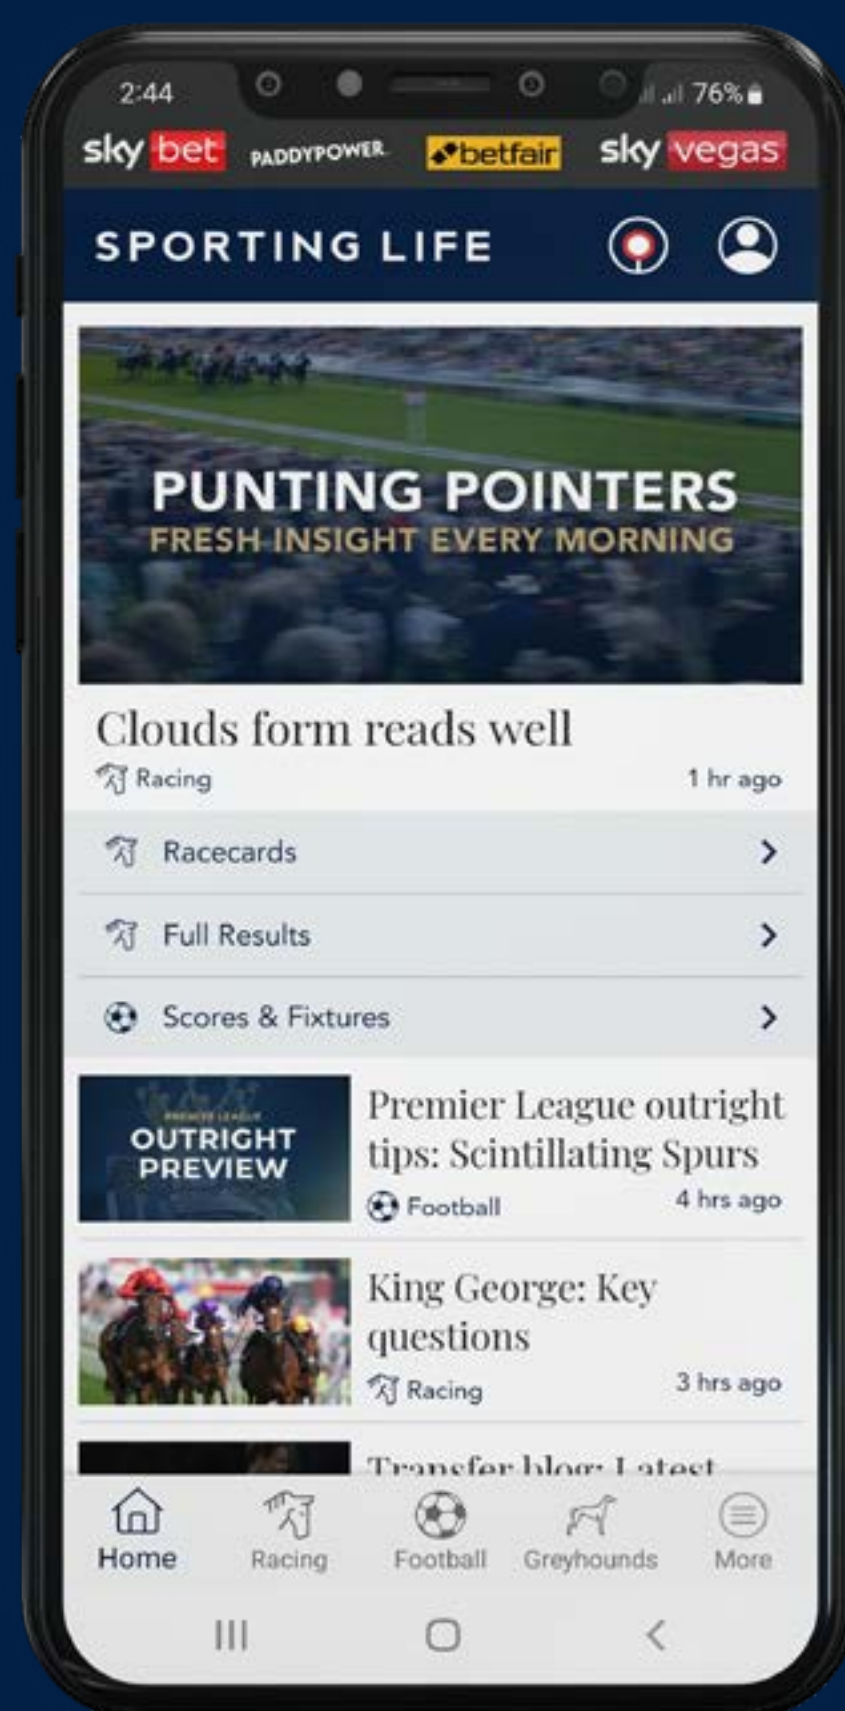 2:44 76%
sky bet PADDYPOWER betfair sky vegas
SPORTING LIFE
PUNTING POINTERS
FRESH INSIGHT EVERY MORNING
Clouds form reads well
Racing 1 hr ago
Racecards
Full Results
Scores & Fixtures
PREMIER LEAGUE
OUTRIGHT
PREVIEW
Premier League outright
tips: Scintillating Spurs
Football 4 hrs ago
King George: Key
questions
Racing 3 hrs ago
Transfer blog: Latest
Home Racing Football Greyhounds More